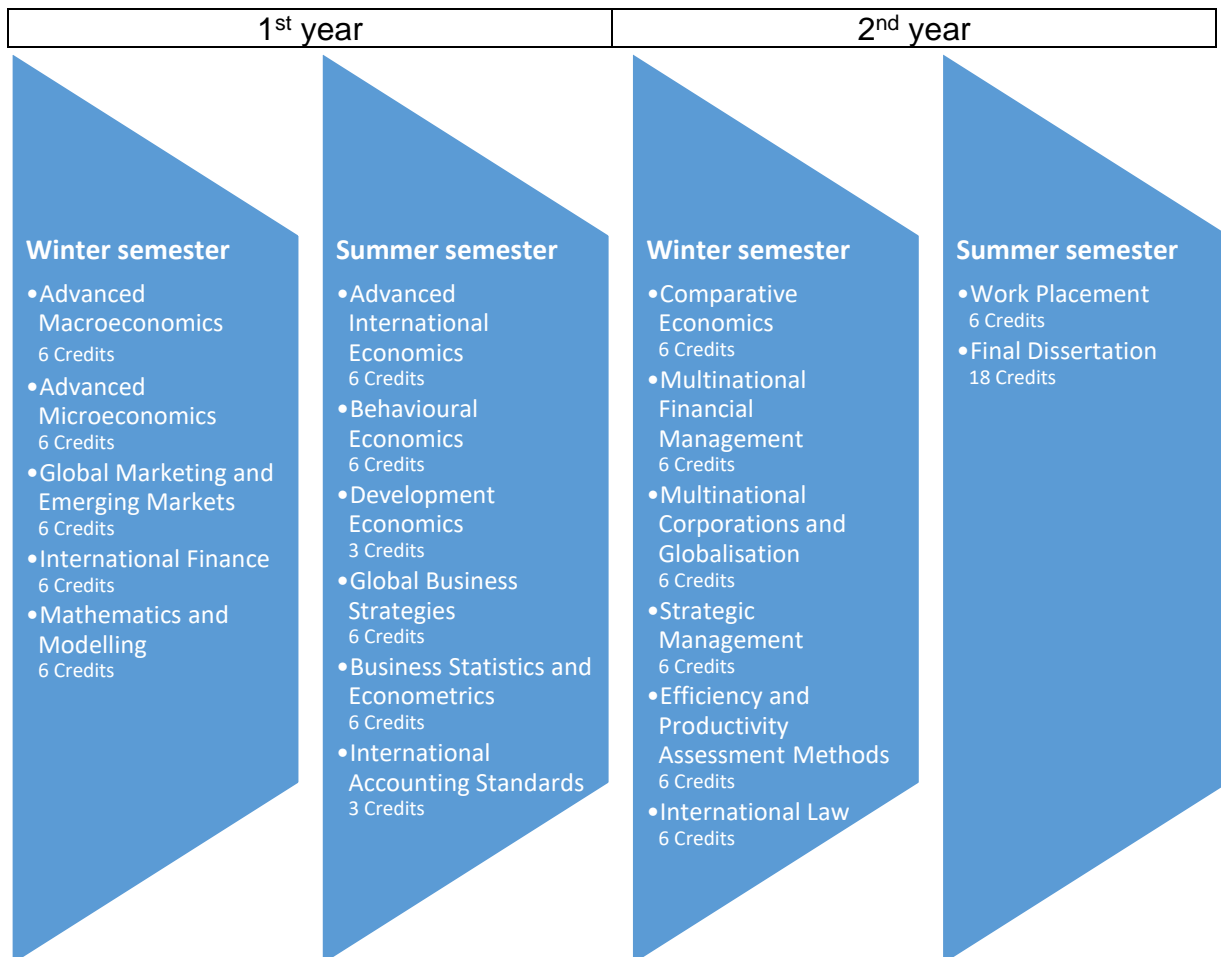 1st year
2nd year
Winter semester
•Advanced
Macroeconomics
6 Credits
•Advanced
Microeconomics
6 Credits
•Global Marketing and
Emerging Markets
6 Credits
•International Finance
6 Credits
•Mathematics and
Modelling
6 Credits
Summer semester
•Advanced
International
Economics
6 Credits
•Behavioural
Economics
6 Credits
•Development
Economics
3 Credits
•Global Business
Strategies
6 Credits
•Business Statistics and
Econometrics
6 Credits
•International
Accounting Standards
3 Credits
Winter semester
•Comparative
Economics
6 Credits
•Multinational
Financial
Management
6 Credits
•Multinational
Corporations and
Globalisation
6 Credits
•Strategic
Management
6 Credits
•Efficiency and
Productivity
Assessment Methods
6 Credits
•International Law
6 Credits
Summer semester
•Work Placement
6 Credits
•Final Dissertation
18 Credits